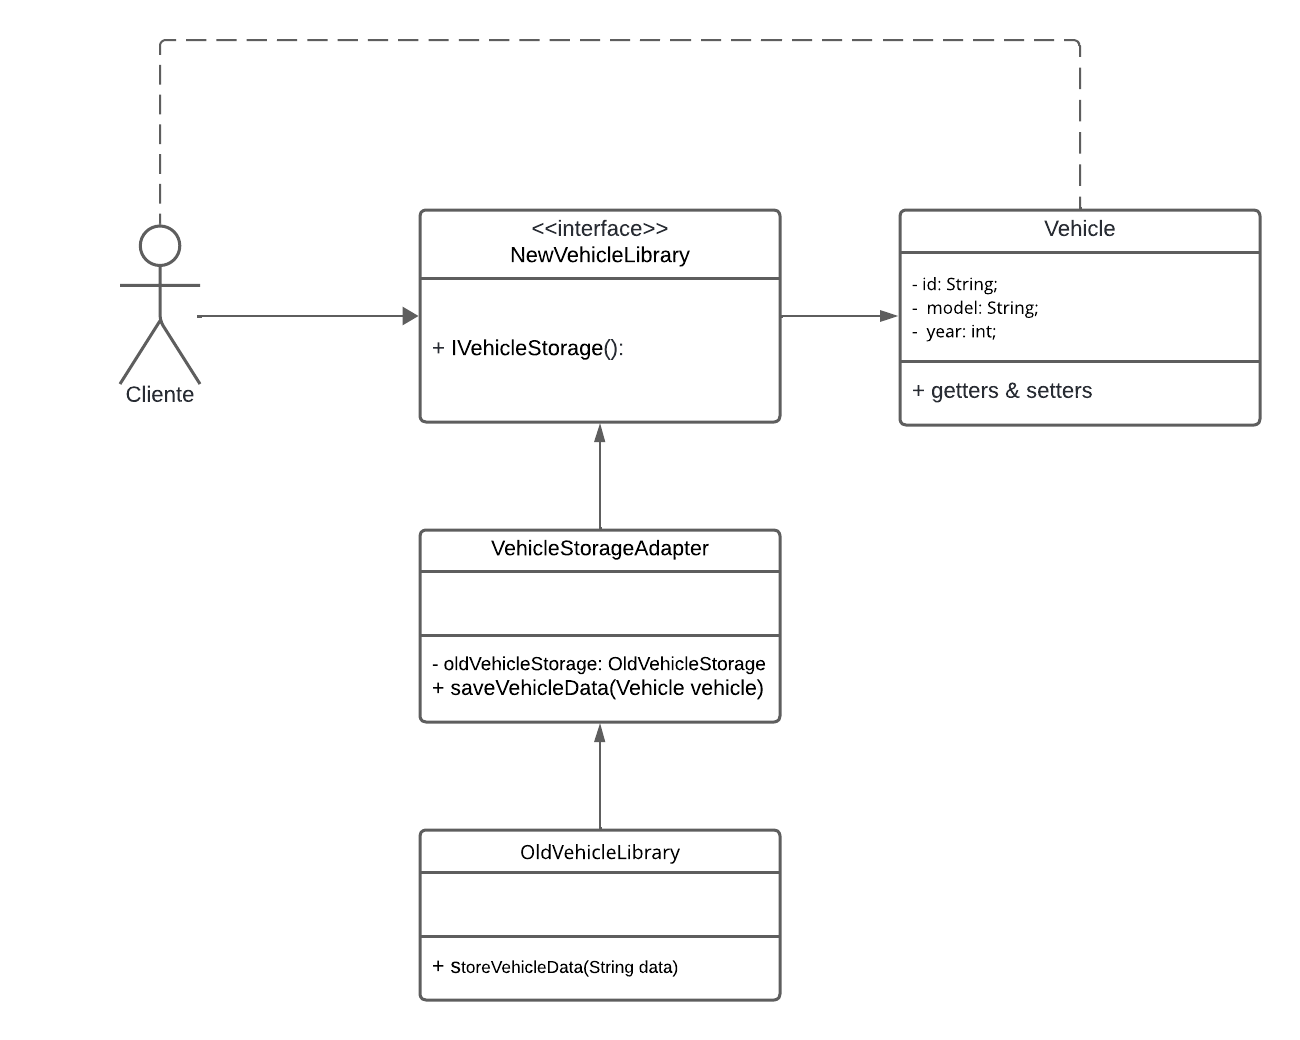 <<interface>>
NewVehicleLibrary
+ IVehicleStorage():
Vehicle
- id: String;
- model: String;
- year: int;
+ getters & setters
Cliente
VehicleStorageAdapter
- oldVehicleStorage: OldVehicleStorage
+ saveVehicleData(Vehicle vehicle)
OldVehicleLibrary
+ storeVehicleData(String data)